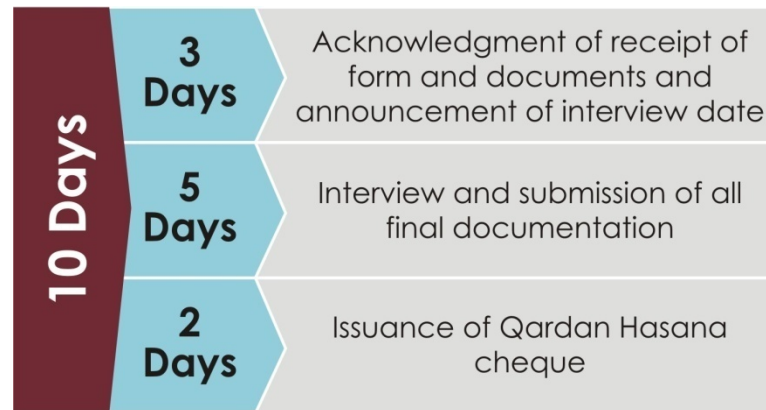 10 Days
3
Days
Acknowledgment of receipt of
form and documents and
announcement of interview date
5
Days
Interview and submission of all
final documentation
2
Days
Issuance of Qardan Hasana
cheque